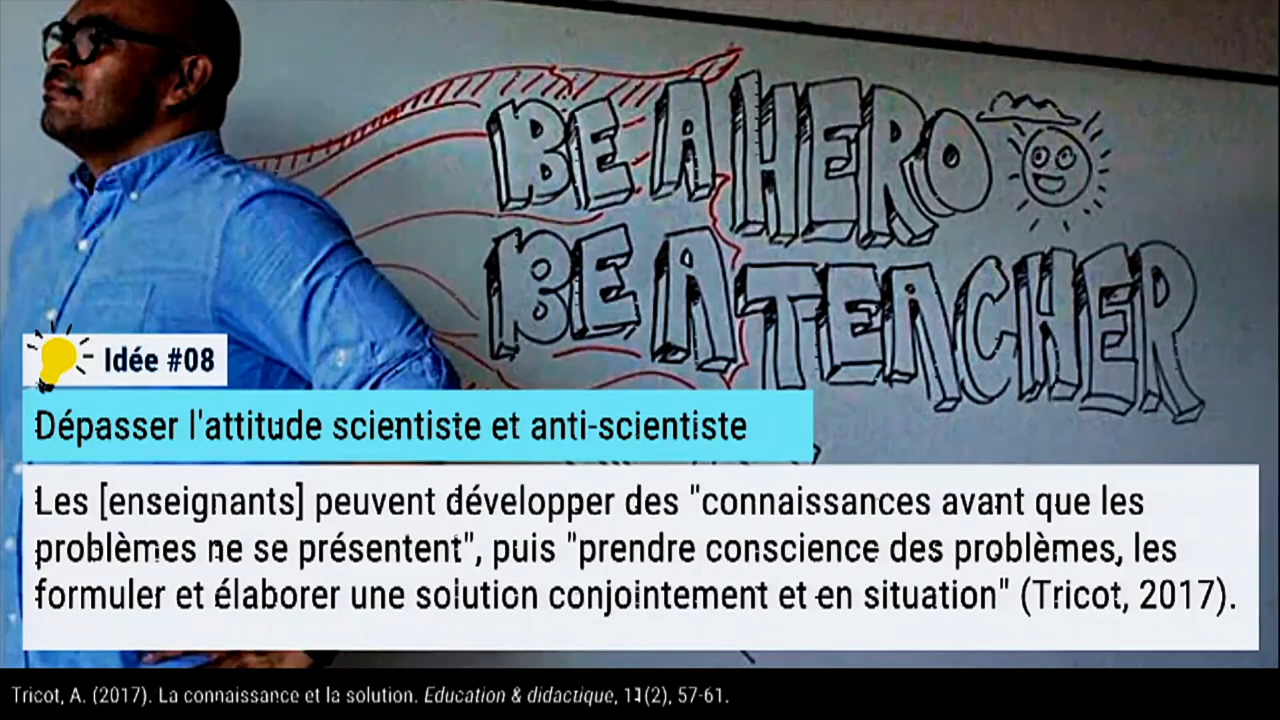 BE A HERO
BE A TEACHER
Idée #08
Dépasser l'attitude scientiste et anti-scientiste
Les [enseignants] peuvent développer des "connaissances avant que les
problèmes ne se présentent", puis "prendre conscience des problèmes, les
formuler et élaborer une solution conjointement et en situation" (Tricot, 2017).
Tricot, A. (2017). La connaissance et la solution. Education & didactique, 11(2), 57-61.